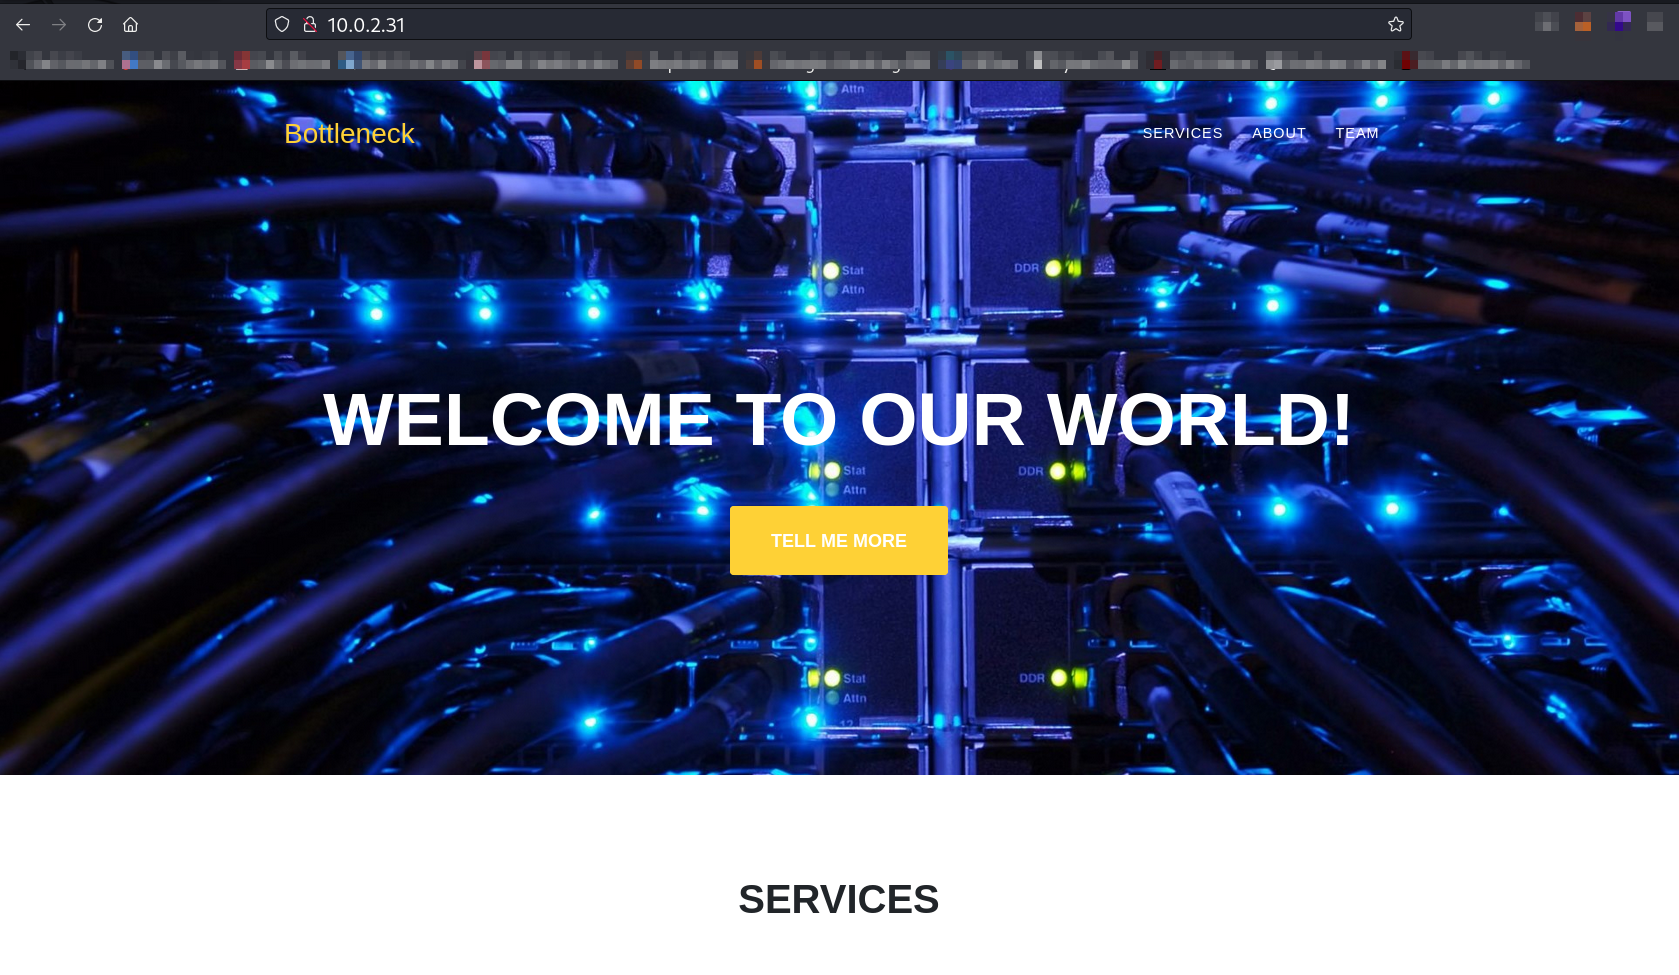 10.0.2.31
Attn
Bottleneck
SERVICES ABOUT TEAM
Stat
DDR
Attn
WELCOME TO OUR WORLD!
Stat
DDR
Attn
TELL ME MORE
Stat
DDR
Attn
12
SERVICES